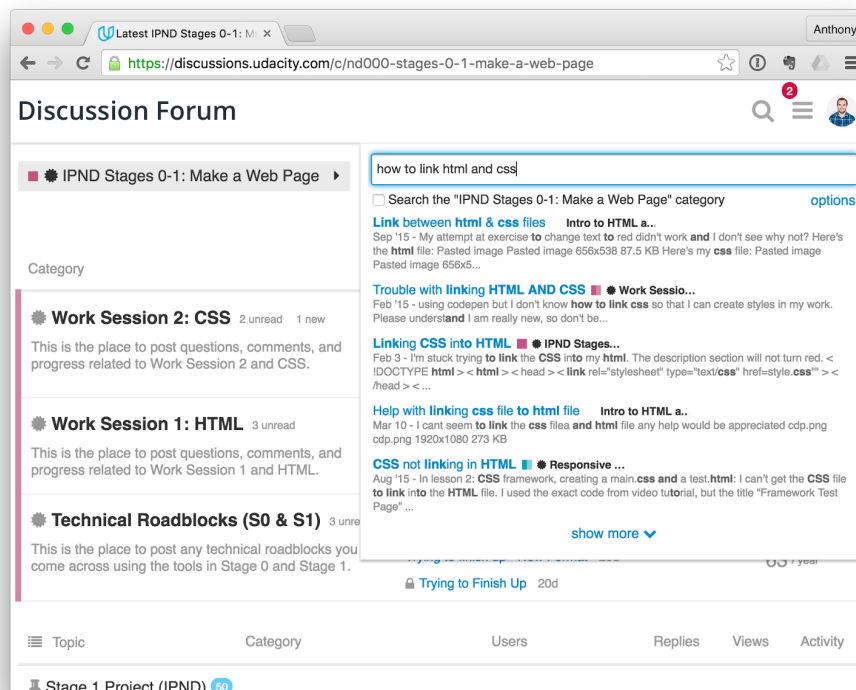 Latest IPND Stages 0-1: M
Anthony
https://discussions.udacity.com/c/nd000-stages-0-1-make-a-web-page
2
Discussion Forum
IPND Stages 0-1: Make a Web Page
how to link html and css
Search the "IPND Stages 0-1: Make a Web Page" category
options
Link between html & css files Intro to HTML a..
Sep '15 - My attempt at exercise to change text to red didn't work and I don't see why not? Here's
the html file: Pasted image Pasted image 656x538 87.5 KB Here's my css file: Pasted image
Pasted image 656x5...
Trouble with linking HTML AND CSS Work Sessio...
Feb '15 - using codepen but I don't know how to link css so that I can create styles in my work.
Please understand I am really new, so don't be...
Linking CSS into HTML IPND Stages...
Feb 3 - I'm stuck trying to link the CSS into my html. The description section will not turn red. <
!DOCTYPE html > < html > < head > < link rel="stylesheet" type="text/css" href=style.css"" > <
/head > < ...
Help with linking css file to html file Intro to HTML a..
Mar 10 - I cant seem to link the css filea and html file any help would be appreciated cdp.png
cdp.png 1920x1080 273 KB
CSS not linking in HTML Responsive ...
Aug '15 - In lesson 2: CSS framework, creating a main.css and a test.html: I can't get the CSS file
to link into the HTML file. I used the exact code from video tutorial, but the title "Framework Test
Page" ...
show more
Category
Work Session 2: CSS 2 unread 1 new
This is the place to post questions, comments, and
progress related to Work Session 2 and CSS.
Work Session 1: HTML 3 unread
This is the place to post questions, comments, and
progress related to Work Session 1 and HTML.
Technical Roadblocks (S0 & S1) 3 unre
This is the place to post any technical roadblocks you
come across using the tools in Stage 0 and Stage 1.
63 / year
Trying to Finish Up 20d
Topic Category Users Replies Views Activity
Stage 1 Project (IPND) 50